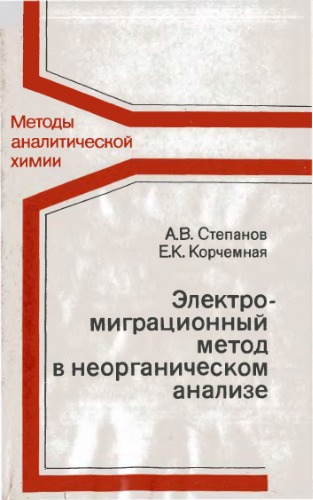 Методы
аналитической
химии
А.В. Степанов
Е.К. Корчемная
Электро-
миграционный
метод
в неорганическом
анализе